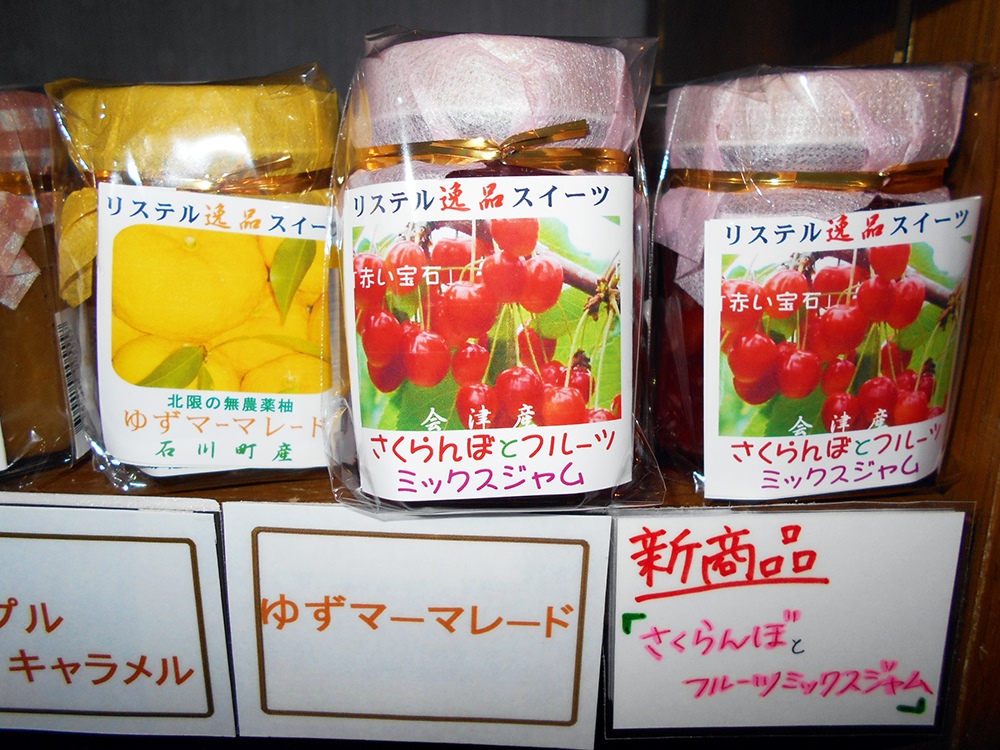 リステル逸品スイー
北限の無農薬柚
ゆずマーマレード
石川町産
リステル逸品スイーツ
「赤い宝石」
会津産
さくらんぼとフルーツ
ミックスジャム
リステル逸品スイーツ
「赤い宝石」
会津産
さくらんぼとフルーツ
ミックスジャム
プル
キャラメル
ゆずマーマレード
新商品
「さくらんぼと
フルーツミックスジャム」